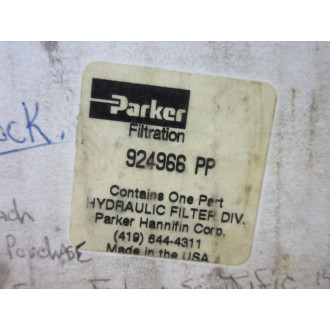 Parker
Filtration
ock.
924966 PP
Contains One Part
HYDRAULIC FILTER DIV.
Parker Hannifin Corp.
(419) 644-4311
Made in the USA
Purchase